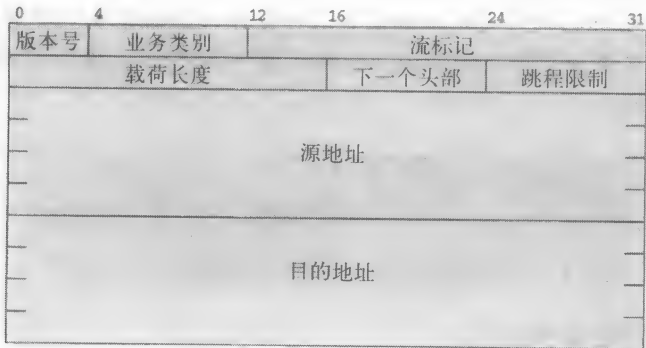 0 4 12 16 24 31
版本号 业务类别 流标记
载荷长度 下一个头部 跳程限制
源地址
目的地址